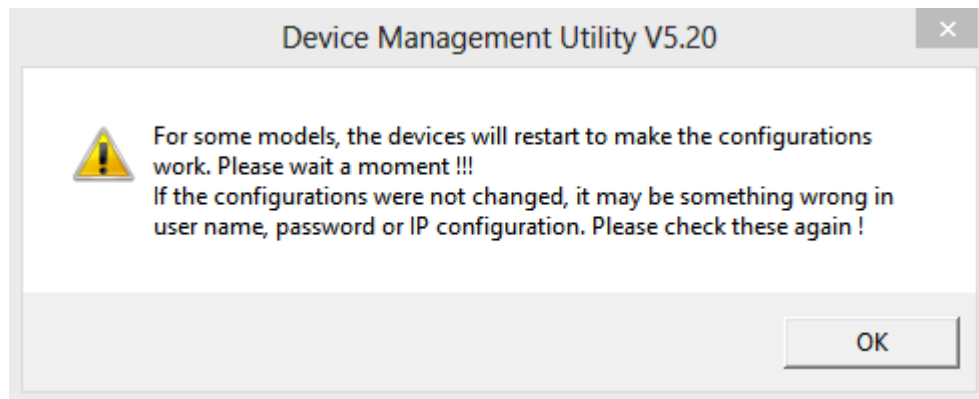 Device Management Utility V5.20
For some models, the devices will restart to make the configurations
work. Please wait a moment !!!
If the configurations were not changed, it may be something wrong in
user name, password or IP configuration. Please check these again !
OK